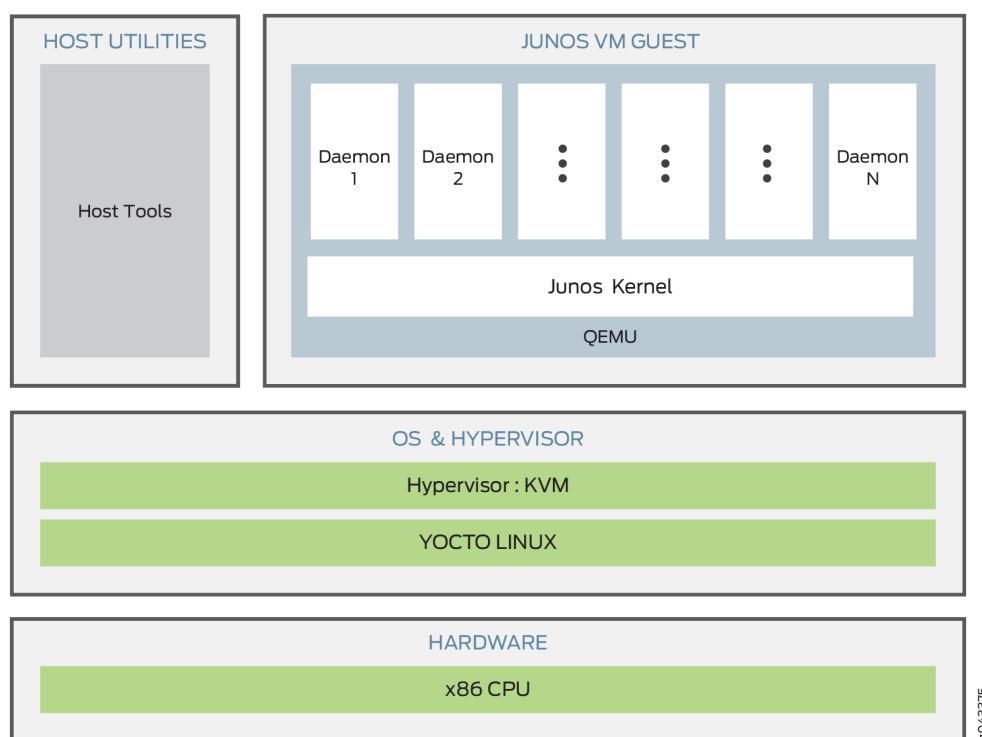 HOST UTILITIES
Host Tools
JUNOS VM GUEST
Daemon
1
Daemon
2
Daemon
N
Junos Kernel
QEMU
OS & HYPERVISOR
Hypervisor : KVM
YOCTO LINUX
HARDWARE
x86 CPU